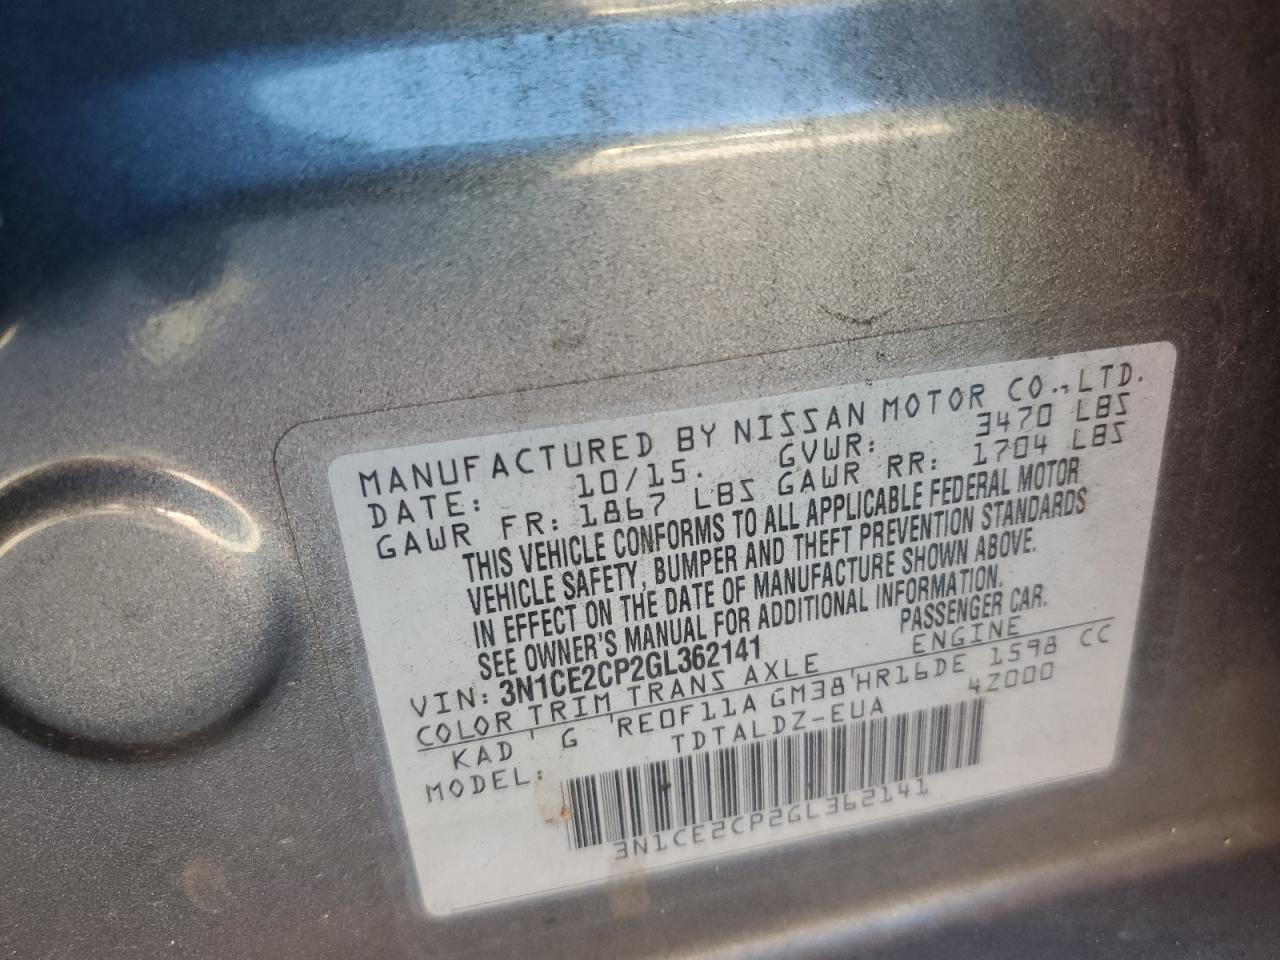 MANUFACTURED BY NISSAN MOTOR CO., LTD.
DATE: 10/15. GVWR: 3470 LBS
GAWR FR: 1867 LBS GAWR RR: 1704 LBS
THIS VEHICLE CONFORMS TO ALL APPLICABLE FEDERAL MOTOR
VEHICLE SAFETY, BUMPER AND THEFT PREVENTION STANDARDS
IN EFFECT ON THE DATE OF MANUFACTURE SHOWN ABOVE.
SEE OWNER'S MANUAL FOR ADDITIONAL INFORMATION.
VIN: 3N1CE2CP2GL362141 PASSENGER CAR.
COLOR TRIM TRANS AXLE ENGINE
KAD G RE0F11A GM38 HR16DE 1598 CC
MODEL: TDTALDZ-EUA 4Z000
3N1CE2CP2GL362141